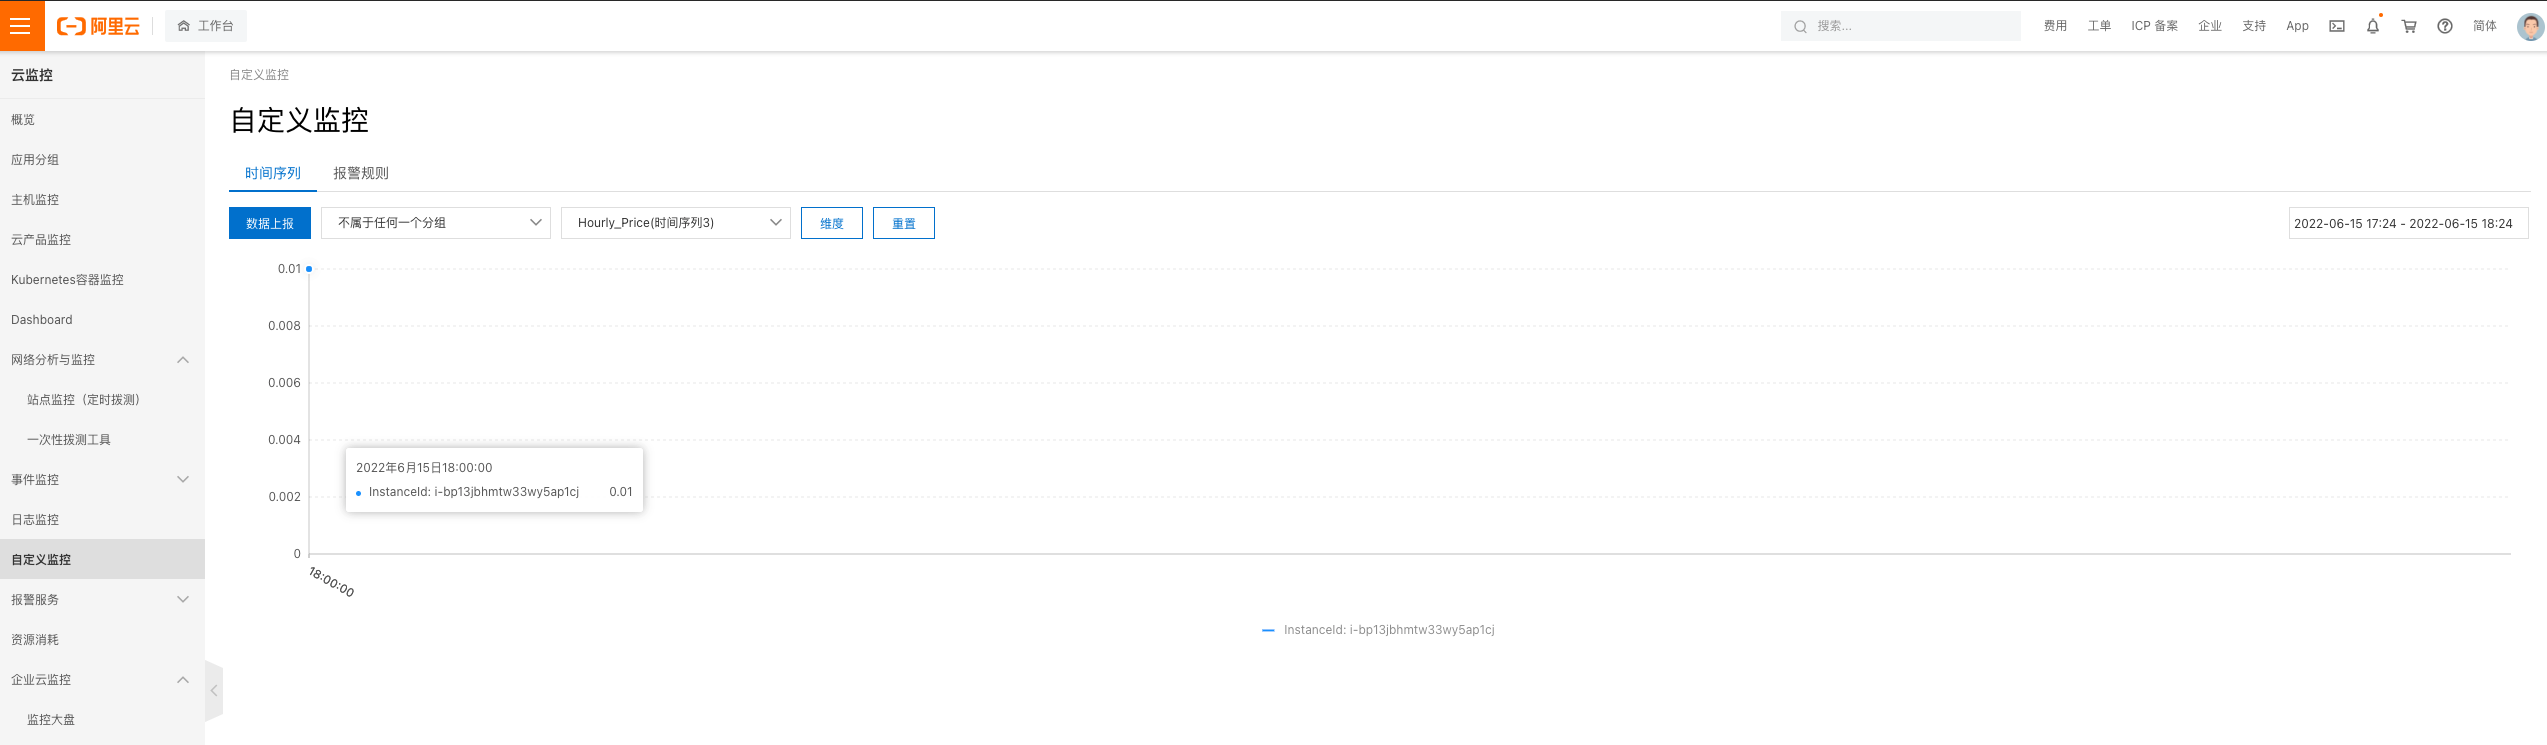 阿里云
工作台
搜索...
费用
工单
ICP 备案
企业
支持
App
简体
云监控
概览
应用分组
主机监控
云产品监控
Kubernetes容器监控
Dashboard
网络分析与监控
站点监控（定时拨测）
一次性拨测工具
事件监控
日志监控
自定义监控
报警服务
资源消耗
企业云监控
监控大盘
自定义监控
自定义监控
时间序列
报警规则
数据上报
不属于任何一个分组
Hourly_Price(时间序列3)
维度
重置
2022-06-15 17:24 - 2022-06-15 18:24
0.01
0.008
0.006
0.004
0.002
0
2022年6月15日18:00:00
InstanceId: i-bp13jbhmtw33wy5ap1cj 0.01
18:00:00
InstanceId: i-bp13jbhmtw33wy5ap1cj